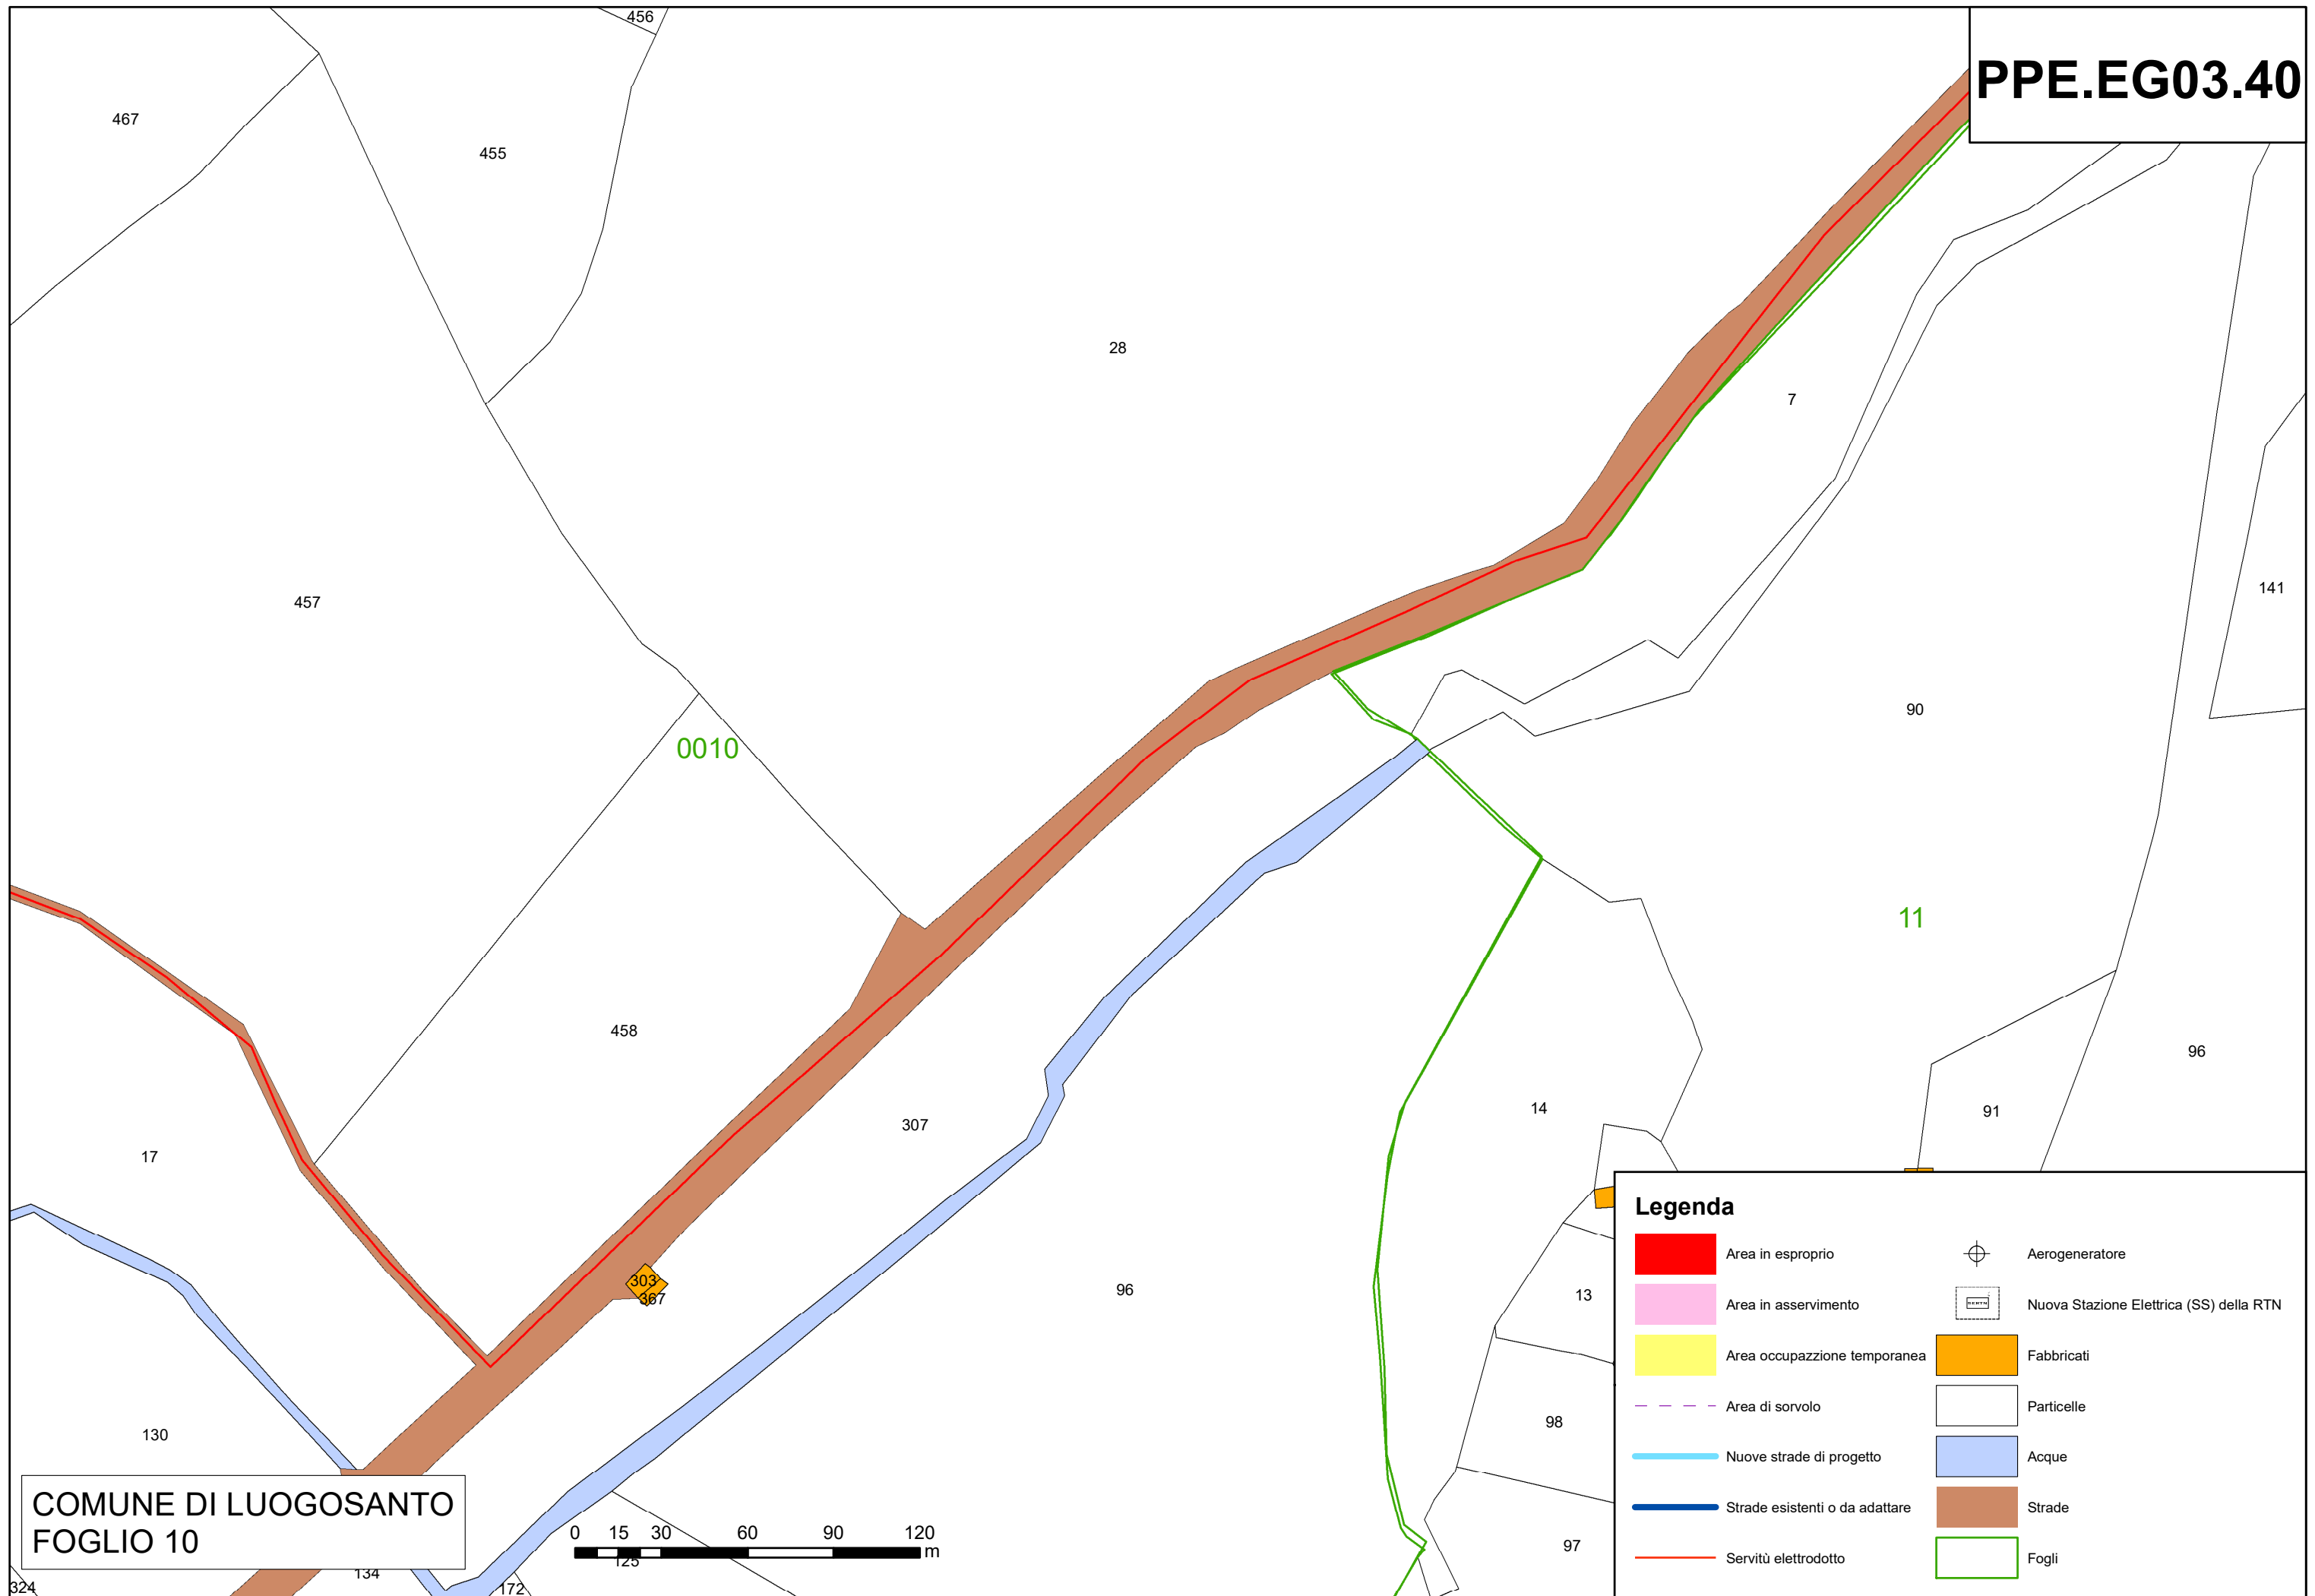 456
PPE.EG03.40
467
455
28
7
457
141
90
0010
11
458
96
307
14
91
17
303
367
96
13
130
98
97
COMUNE DI LUOGOSANTO
FOGLIO 10
0 15 30 60 90 120
m
125
134
324
172
Legenda
Area in esproprio
Area in asservimento
Area occupazzione temporanea
Area di sorvolo
Nuove strade di progetto
Strade esistenti o da adattare
Servitù elettrodotto
Aerogeneratore
Nuova Stazione Elettrica (SS) della RTN
Fabbricati
Particelle
Acque
Strade
Fogli